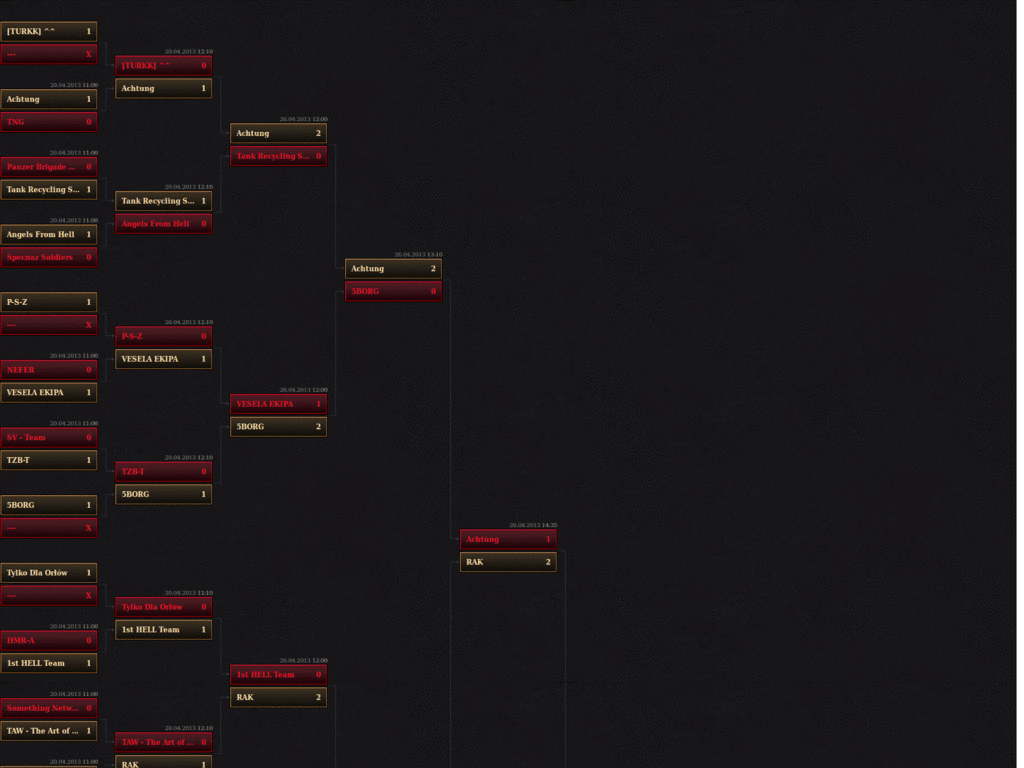 [TURKK] ^^ 1
--- X
20.04.2013 11:00
Achtung 1
TNG 0
20.04.2013 11:00
Panzer Brigade ... 0
Tank Recycling S... 1
20.04.2013 11:00
Angels From Hell 1
Specnaz Soldiers 0
P-S-Z 1
--- X
20.04.2013 11:00
NEFER 0
VESELA EKIPA 1
20.04.2013 11:00
SV - Team 0
TZB-T 1
5BORG 1
--- X
Tylko Dla Orłów 1
--- X
20.04.2013 11:00
HMR-A 0
1st HELL Team 1
20.04.2013 11:00
Something Netw... 0
TAW - The Art of ... 1
20.04.2013 11:00
20.04.2013 12:10
[TURKK] ^^ 0
Achtung 1
20.04.2013 12:10
Tank Recycling S... 1
Angels From Hell 0
20.04.2013 12:10
P-S-Z 0
VESELA EKIPA 1
20.04.2013 12:10
TZB-T 0
5BORG 1
20.04.2013 12:10
Tylko Dla Orłów 0
1st HELL Team 1
20.04.2013 12:10
TAW - The Art of ... 0
RAK 1
26.04.2013 12:00
Achtung 2
Tank Recycling S... 0
26.04.2013 12:00
VESELA EKIPA 1
5BORG 2
26.04.2013 12:00
1st HELL Team 0
RAK 2
26.04.2013 13:10
Achtung 2
5BORG 0
26.04.2013 14:35
Achtung 1
RAK 2